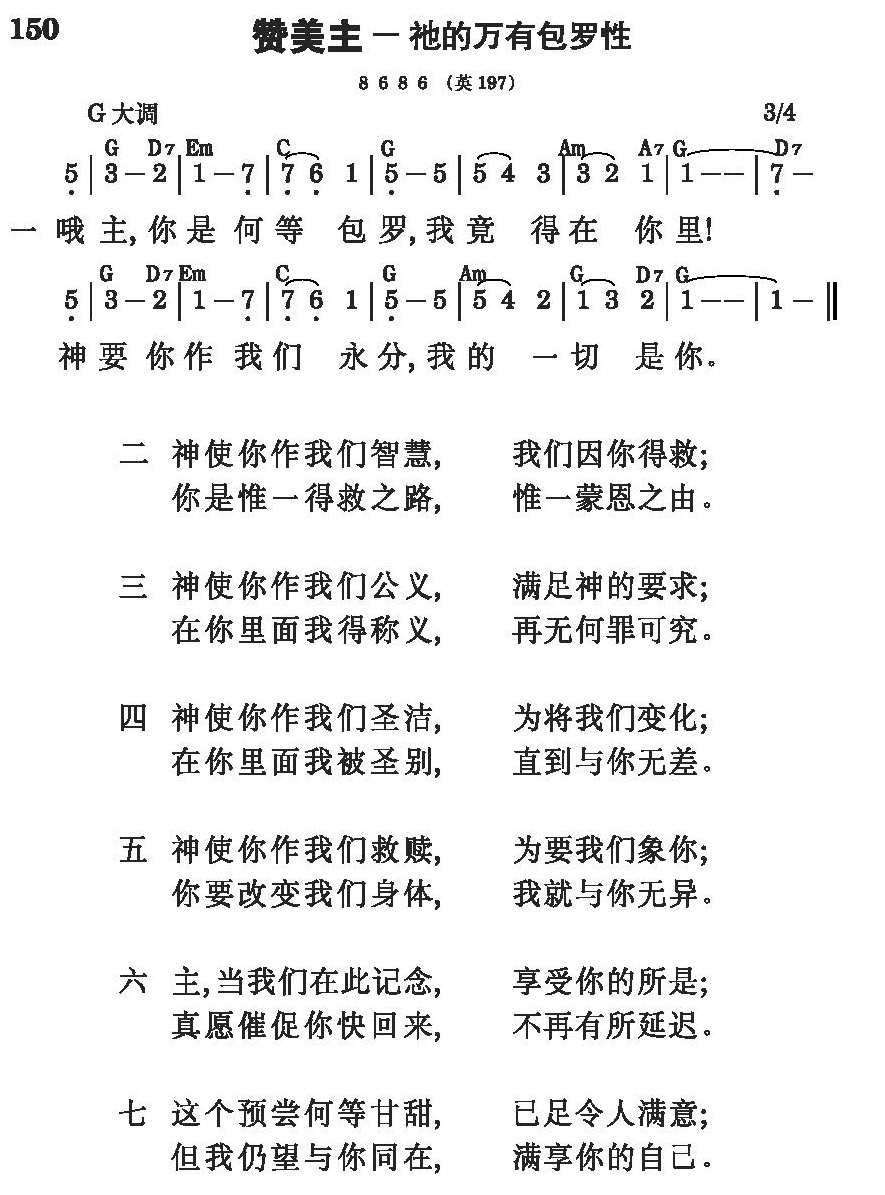 150 赞美主 — 祂的万有包罗性
8 6 8 6 (英 197)
G 大调 3/4
G D7 Em C G Am A7 G D7
5 | 3 – 2 | 1 – 7 | 7 6 1 | 5 – 5 | 5 4 3 | 3 2 1 | 1 – – | 7 –
一 哦 主, 你 是 何 等 包 罗, 我 竟 得 在 你 里!
G D7 Em C G Am G D7 G
5 | 3 – 2 | 1 – 7 | 7 6 1 | 5 – 5 | 5 4 2 | 1 3 2 | 1 – – | 1 – ‖
神 要 你 作 我 们 永 分, 我 的 一 切 是 你。
二 神使你作我们智慧, 我们因你得救;
你是惟一得救之路, 惟一蒙恩之由。
三 神使你作我们公义, 满足神的要求;
在你里面我得称义, 再无何罪可究。
四 神使你作我们圣洁, 为将我们变化;
在你里面我被圣别, 直到与你无差。
五 神使你作我们救赎, 为要我们象你;
你要改变我们身体, 我就与你无异。
六 主,当我们在此记念, 享受你的所是;
真愿催促你快回来, 不再有所延迟。
七 这个预尝何等甘甜, 已足令人满意;
但我仍望与你同在, 满享你的自己。